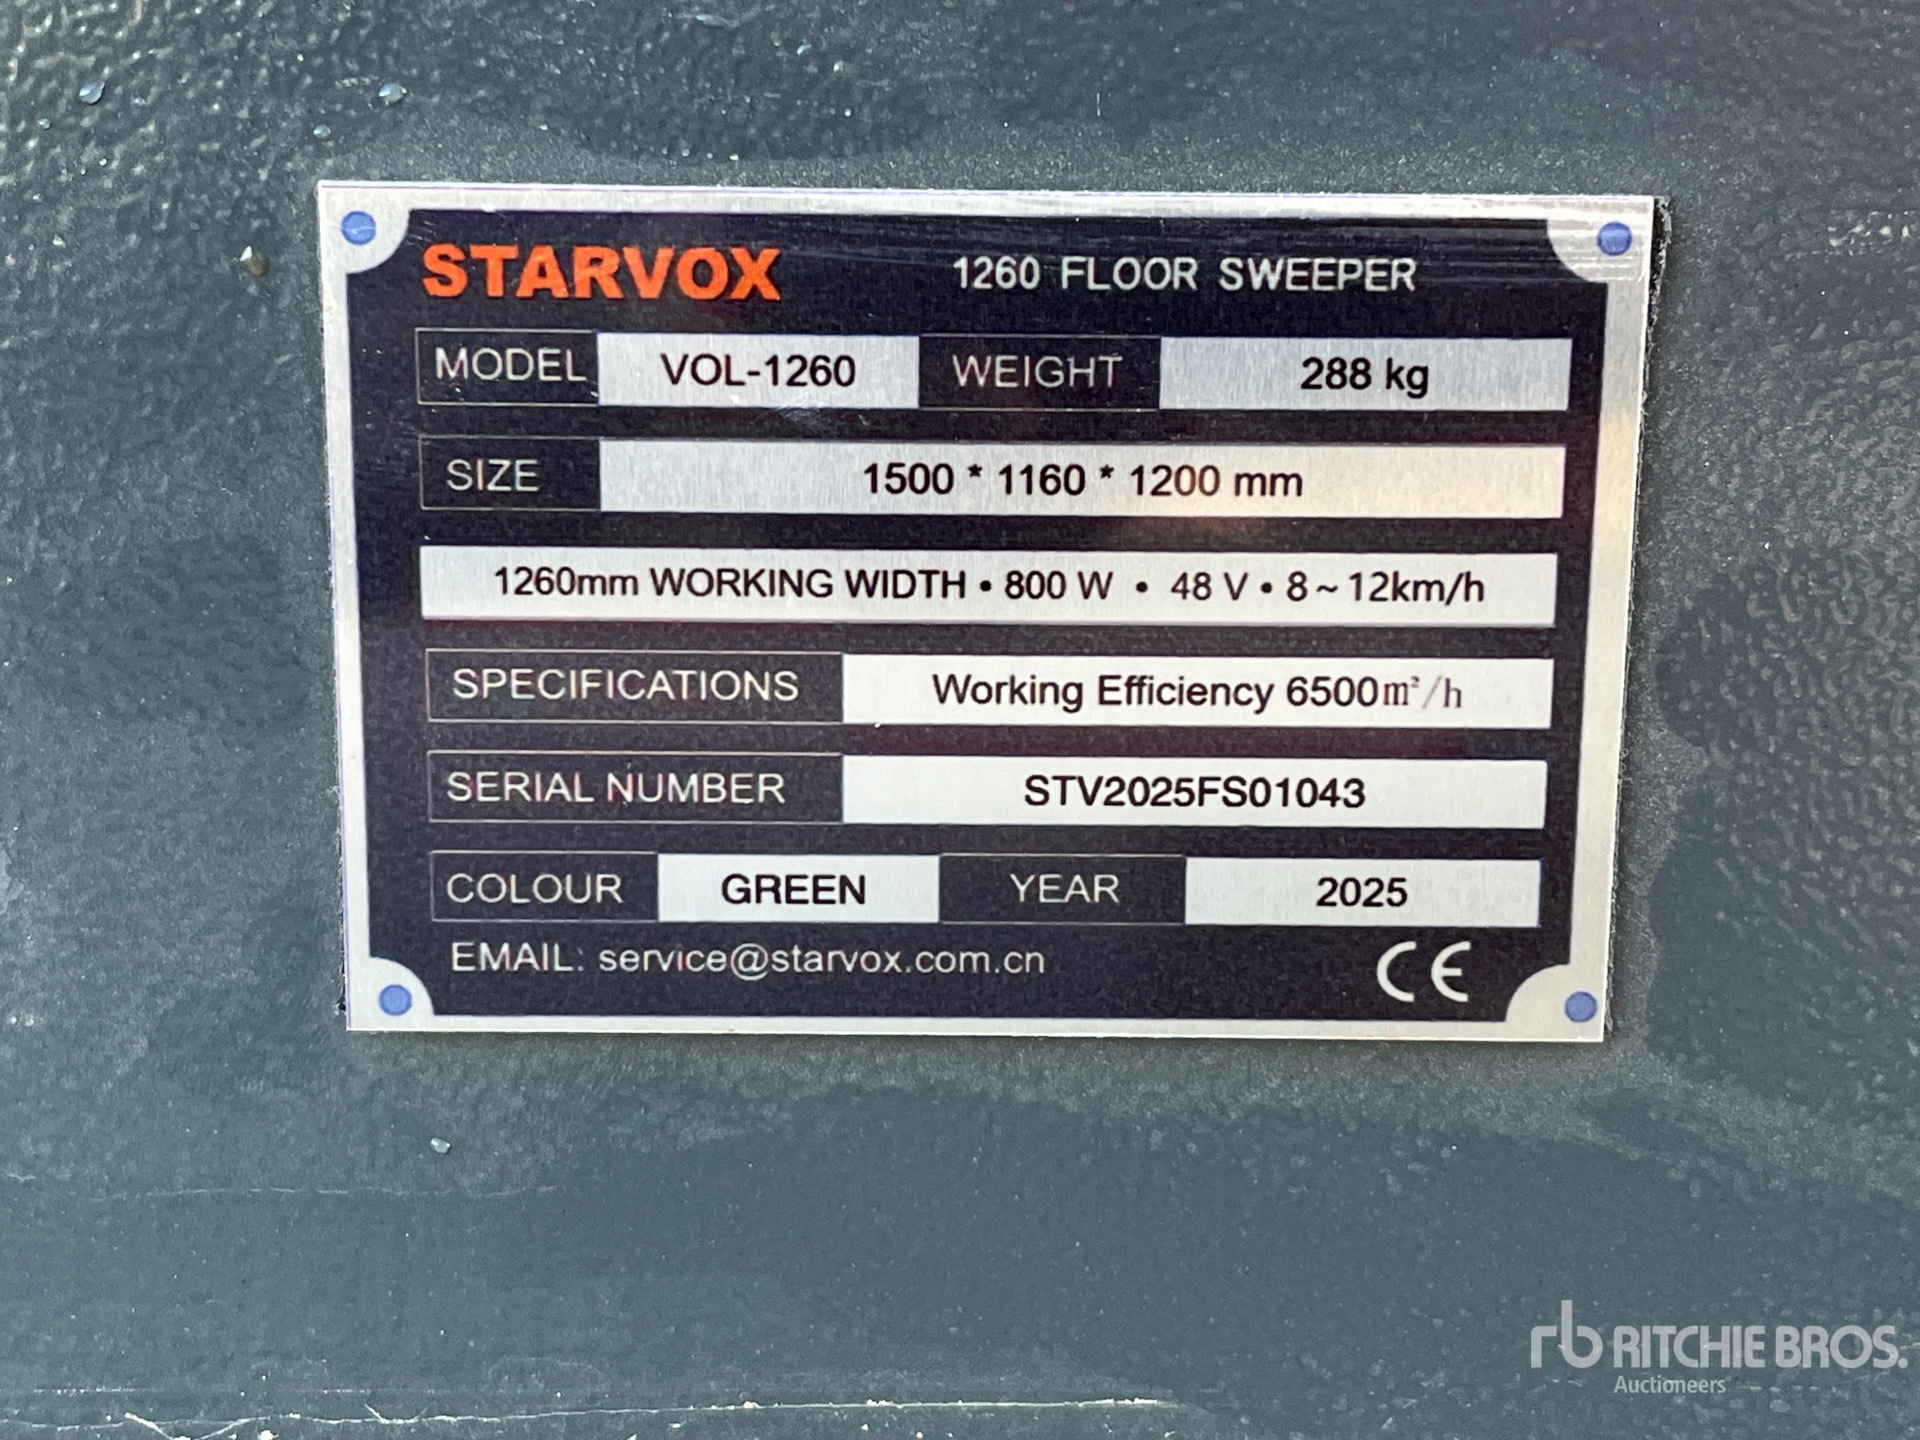 STARVOX 1260 FLOOR SWEEPER
MODEL VOL-1260 WEIGHT 288 kg
SIZE 1500 * 1160 * 1200 mm
1260mm WORKING WIDTH • 800 W • 48 V • 8 ~ 12km/h
SPECIFICATIONS Working Efficiency 6500m²/h
SERIAL NUMBER STV2025FS01043
COLOUR GREEN YEAR 2025
EMAIL: service@starvox.com.cn CE
rb RITCHIE BROS.
Auctioneers